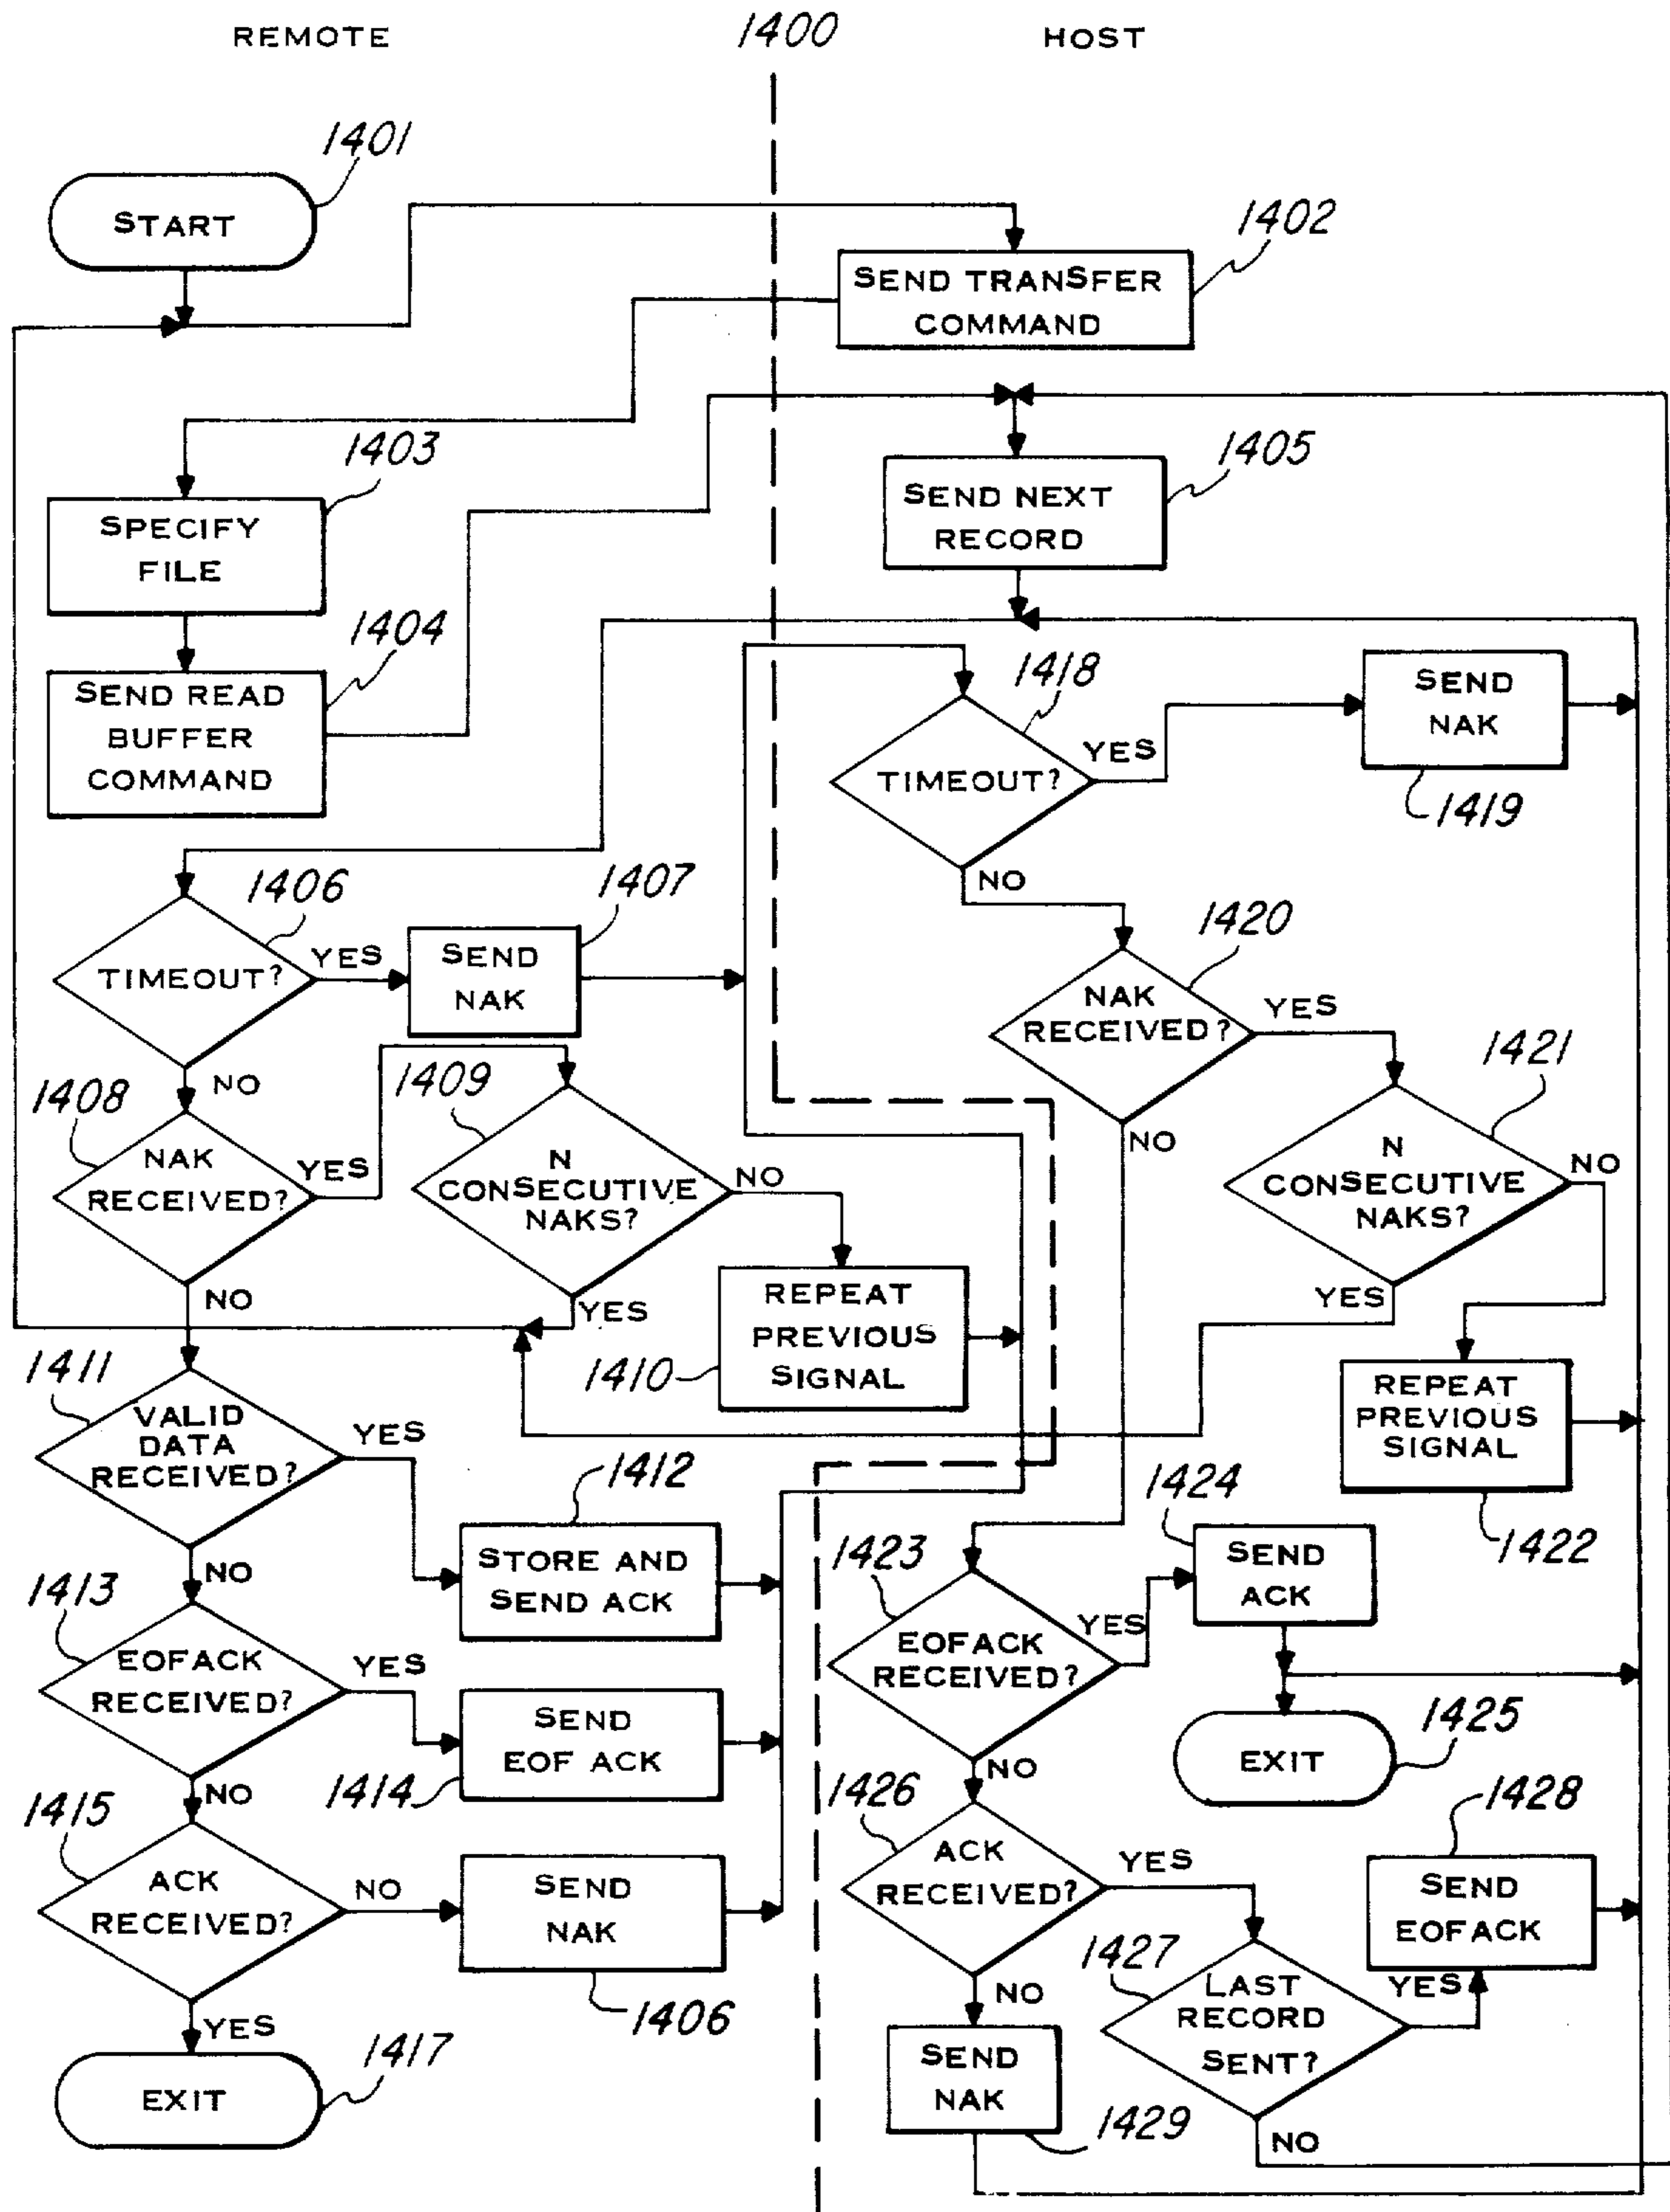 REMOTE
1400
HOST
1401
START
1402
SEND TRANSFER
COMMAND
1403
SPECIFY
FILE
1405
SEND NEXT
RECORD
1404
SEND READ
BUFFER
COMMAND
1418
TIMEOUT?
YES
NO
SEND
NAK
1419
1406
TIMEOUT?
YES
NO
1407
SEND
NAK
1420
NAK
RECEIVED?
YES
NO
1408
NAK
RECEIVED?
YES
NO
1409
N
CONSECUTIVE
NAKS?
NO
YES
1421
N
CONSECUTIVE
NAKS?
NO
YES
REPEAT
PREVIOUS
SIGNAL
1410
REPEAT
PREVIOUS
SIGNAL
1422
1411
VALID
DATA
RECEIVED?
YES
NO
1412
STORE AND
SEND ACK
1423
EOFACK
RECEIVED?
YES
NO
1424
SEND
ACK
1425
EXIT
1413
EOFACK
RECEIVED?
YES
NO
SEND
EOF ACK
1414
1415
ACK
RECEIVED?
NO
YES
SEND
NAK
1406
1417
EXIT
1426
ACK
RECEIVED?
YES
NO
1427
LAST
RECORD
SENT?
YES
NO
1428
SEND
EOFACK
SEND
NAK
1429